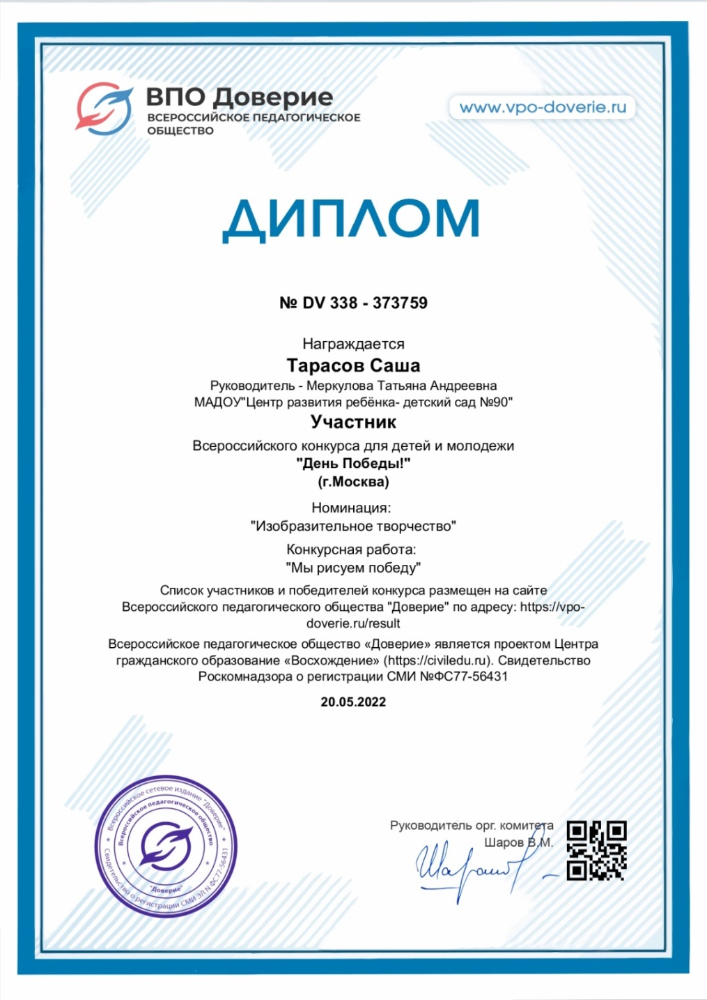 ВПО Доверие
ВСЕРОССИЙСКОЕ ПЕДАГОГИЧЕСКОЕ
ОБЩЕСТВО
www.vpo-doverie.ru
ДИПЛОМ
№ DV 338 - 373759
Награждается
Тарасов Саша
Руководитель - Меркулова Татьяна Андреевна
МАДОУ"Центр развития ребёнка- детский сад №90"
Участник
Всероссийского конкурса для детей и молодежи
"День Победы!"
(г.Москва)
Номинация:
"Изобразительное творчество"
Конкурсная работа:
"Мы рисуем победу"
Список участников и победителей конкурса размещен на сайте
Всероссийского педагогического общества "Доверие" по адресу: https://vpo-
doverie.ru/result
Всероссийское педагогическое общество «Доверие» является проектом Центра
гражданского образование «Восхождение» (https://civiledu.ru). Свидетельство
Роскомнадзора о регистрации СМИ №ФС77-56431
20.05.2022
Всероссийское сетевое издание "Доверие"
Свидетельство о регистрации СМИ ЭЛ N ФС77-56431
Всероссийское педагогическое общество
"Доверие"
Руководитель орг. комитета
Шаров В.М.